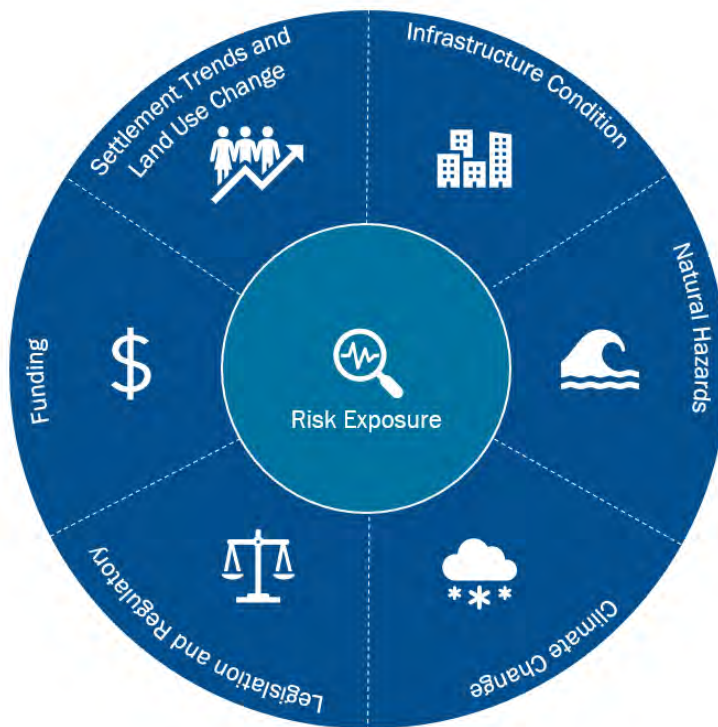 Settlement Trends and
Land Use Change
Infrastructure Condition
Natural Hazards
Climate Change
Legislation and Regulatory
Funding
$
Risk Exposure